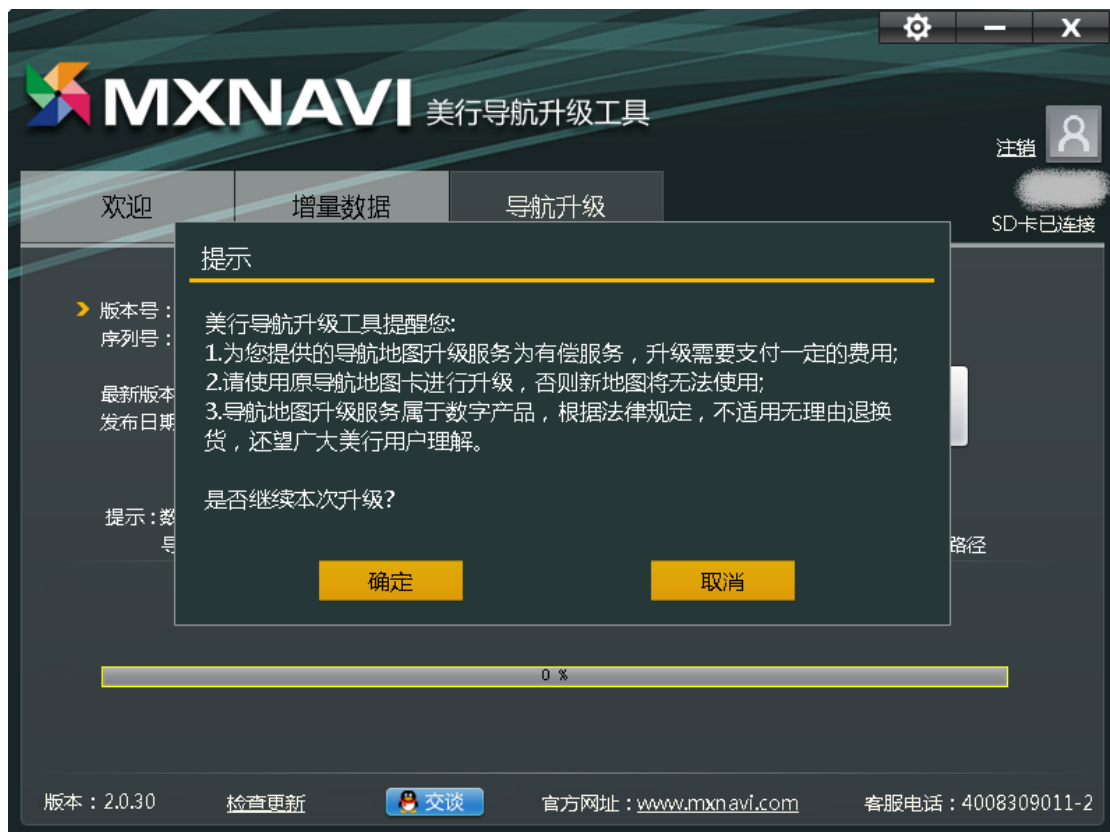 X
MXNAVI 美行导航升级工具
注销
欢迎
增量数据
导航升级
SD卡已连接
提示
版本号:
序列号:
最新版本
发布日期
美行导航升级工具提醒您:
1.为您提供的导航地图升级服务为有偿服务，升级需要支付一定的费用;
2.请使用原导航地图卡进行升级，否则新地图将无法使用;
3.导航地图升级服务属于数字产品，根据法律规定，不适用无理由退换
货，还望广大美行用户理解。
是否继续本次升级?
提示:数
路径
确定
取消
0 %
版本：2.0.30
检查更新
交谈
官方网址：www.mxnavi.com
客服电话：4008309011-2